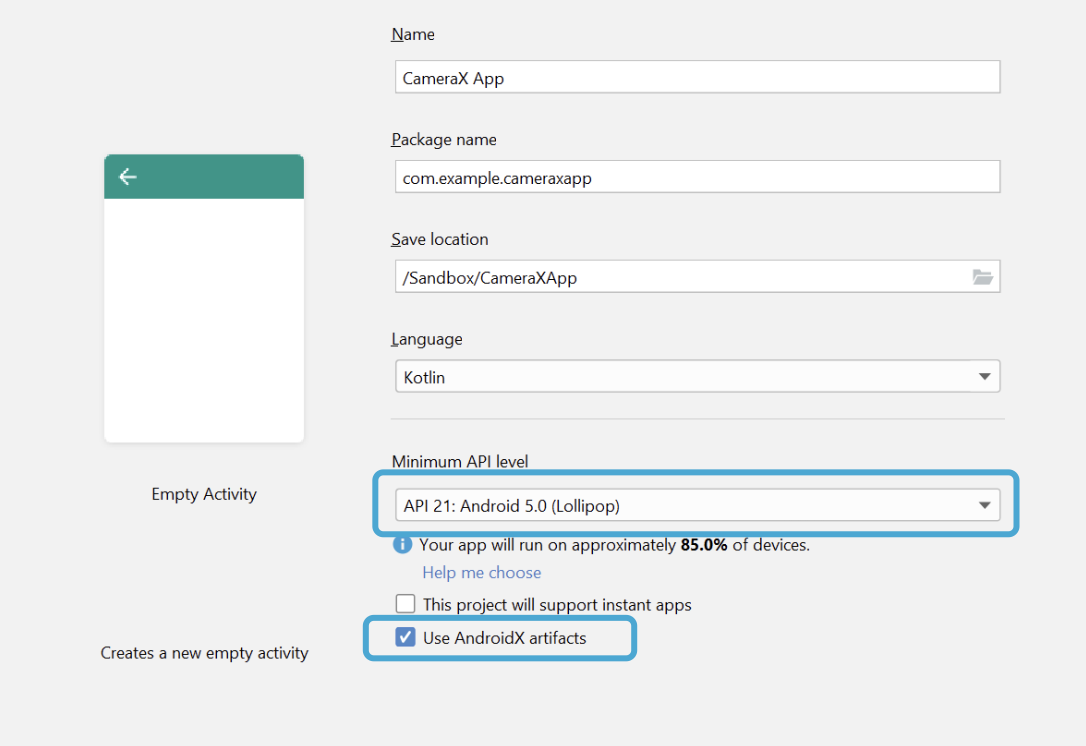 Name
CameraX App
Package name
com.example.cameraxapp
Save location
/Sandbox/CameraXApp
Language
Kotlin
Minimum API level
API 21: Android 5.0 (Lollipop)
Your app will run on approximately 85.0% of devices.
Help me choose
This project will support instant apps
Use AndroidX artifacts
Empty Activity
Creates a new empty activity